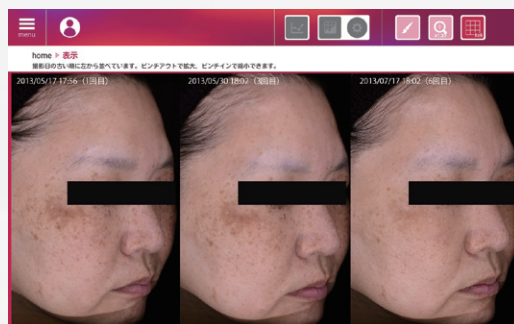 menu
home ▶ 表示
撮影日の古い順に左から並べています。ピンチアウトで拡大、ピンチインで縮小できます。
2013/05/17 17:56（1回目）
2013/05/30 18:02（3回目）
2013/07/17 18:02（6回目）